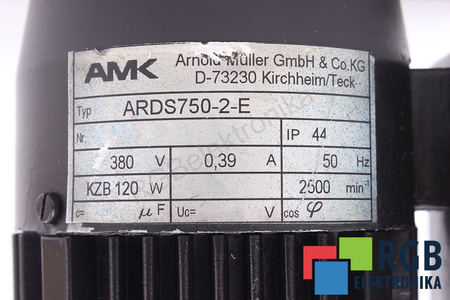 AMK Arnold Müller GmbH & Co.KG
D-73230 Kirchheim/Teck
Typ ARDS750-2-E
Nr. IP 44
380 V 0,39 A 50 Hz
KZB 120 W 2500 min⁻¹
c= μF Uc= V cos φ
RGB
ELEKTRONIKA